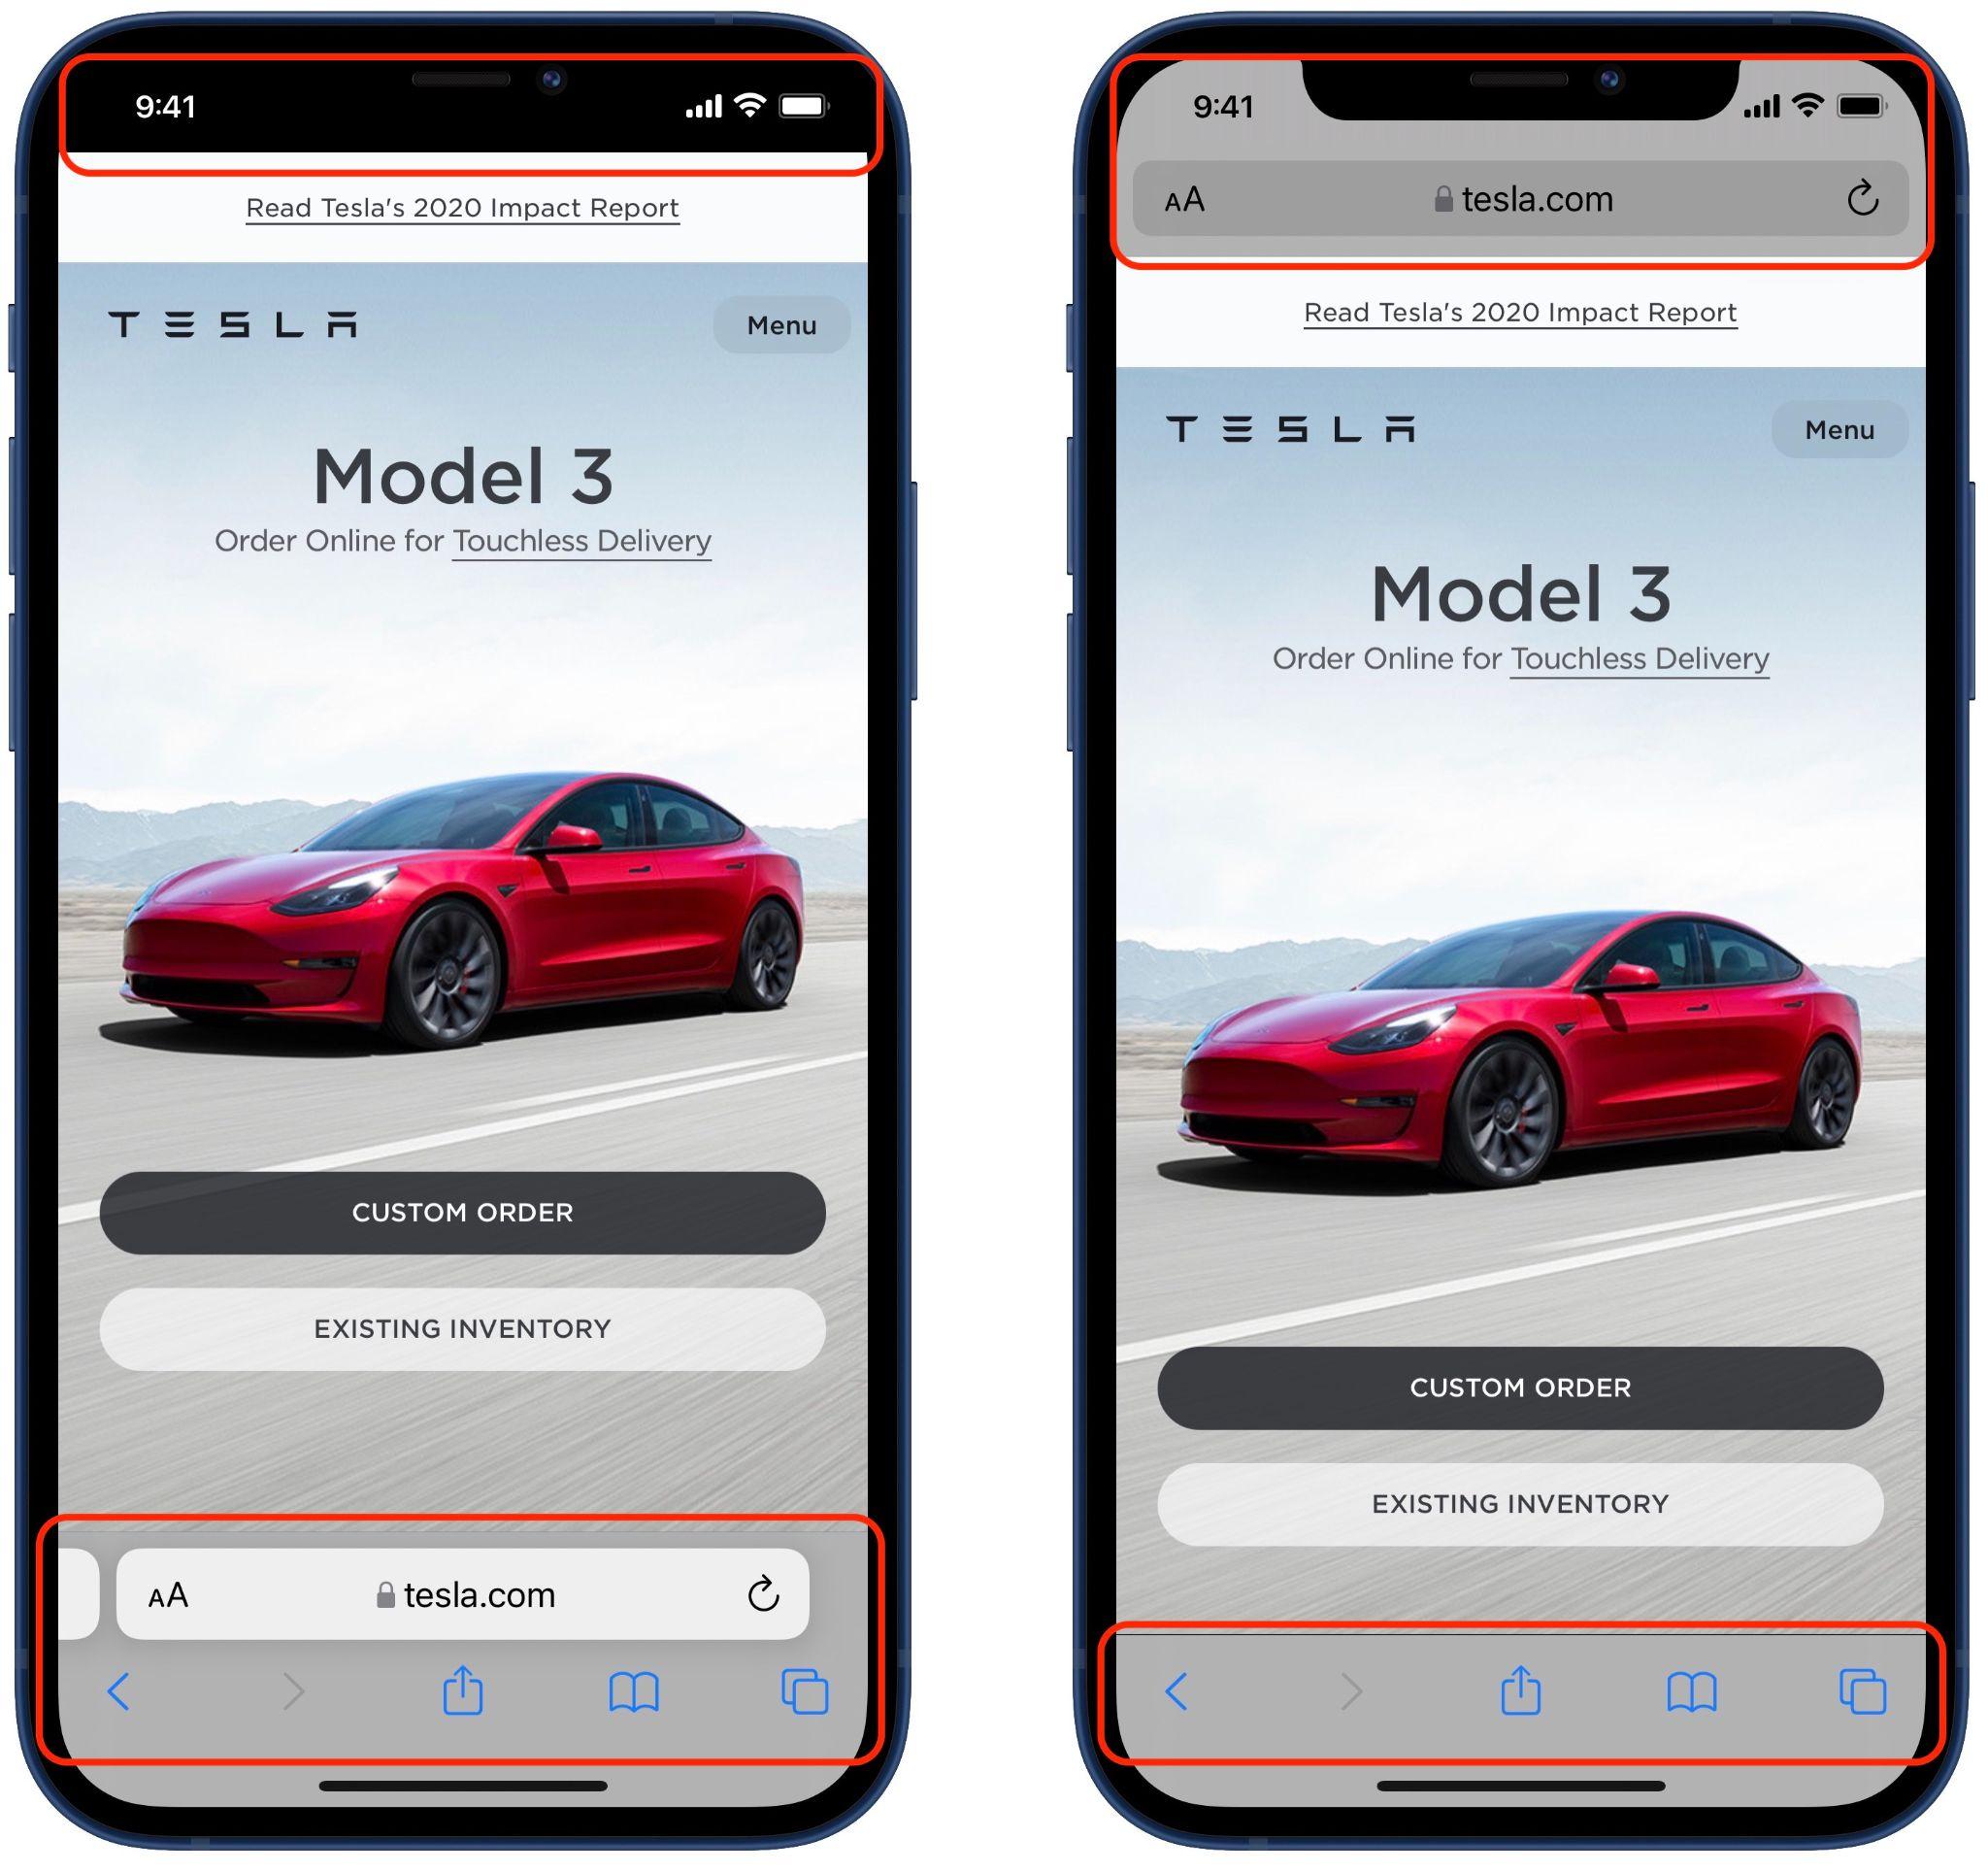 9:41
Read Tesla's 2020 Impact Report
TESLA
Menu
Model 3
Order Online for Touchless Delivery
CUSTOM ORDER
EXISTING INVENTORY
AA
tesla.com
9:41
AA
tesla.com
Read Tesla's 2020 Impact Report
TESLA
Menu
Model 3
Order Online for Touchless Delivery
CUSTOM ORDER
EXISTING INVENTORY